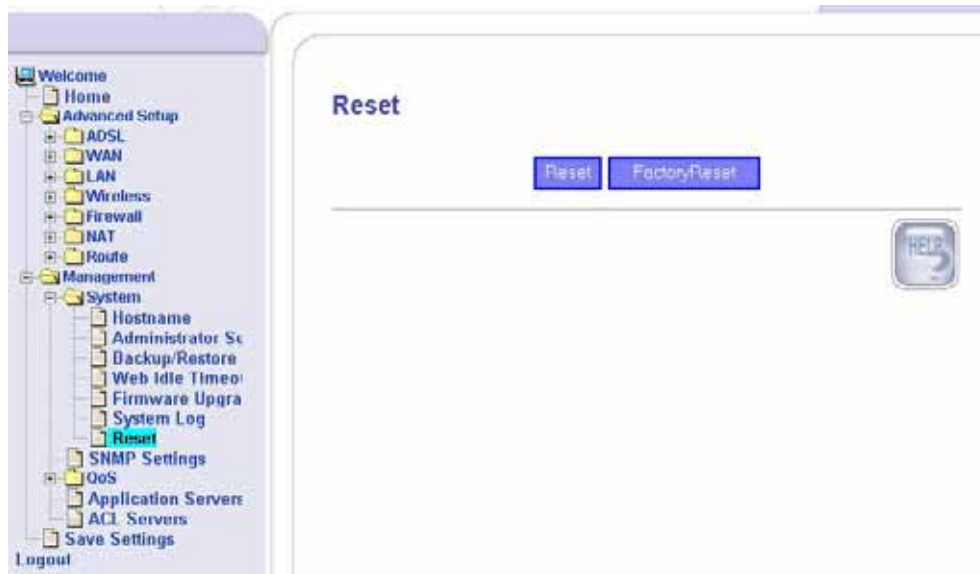 Welcome
Home
Advanced Setup
ADSL
WAN
LAN
Wireless
Firewall
NAT
Route
Management
System
Hostname
Administrator Se
Backup/Restore
Web Idle Timeo
Firmware Upgra
System Log
Reset
SNMP Settings
QoS
Application Servers
ACL Servers
Save Settings
Logout
Reset
Reset FactoryReset
HELP